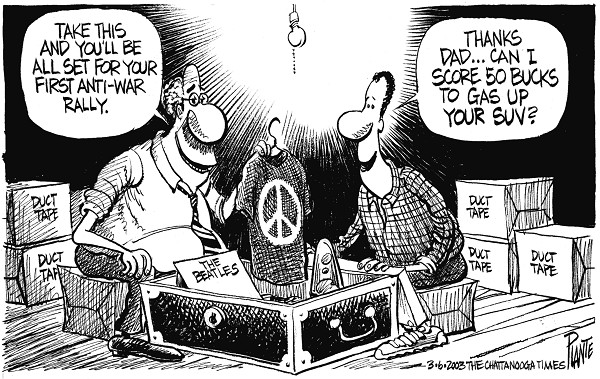 TAKE THIS
AND YOU'LL BE
ALL SET FOR YOUR
FIRST ANTI-WAR
RALLY.
THANKS
DAD... CAN I
SCORE 50 BUCKS
TO GAS UP
YOUR SUV?
DUCT
TAPE
DUCT
TAPE
THE
BEATLES
DUCT
TAPE
DUCT
TAPE
DUCT
TAPE
3·6·2003 THE CHATTANOOGA TIMES
PLANTE